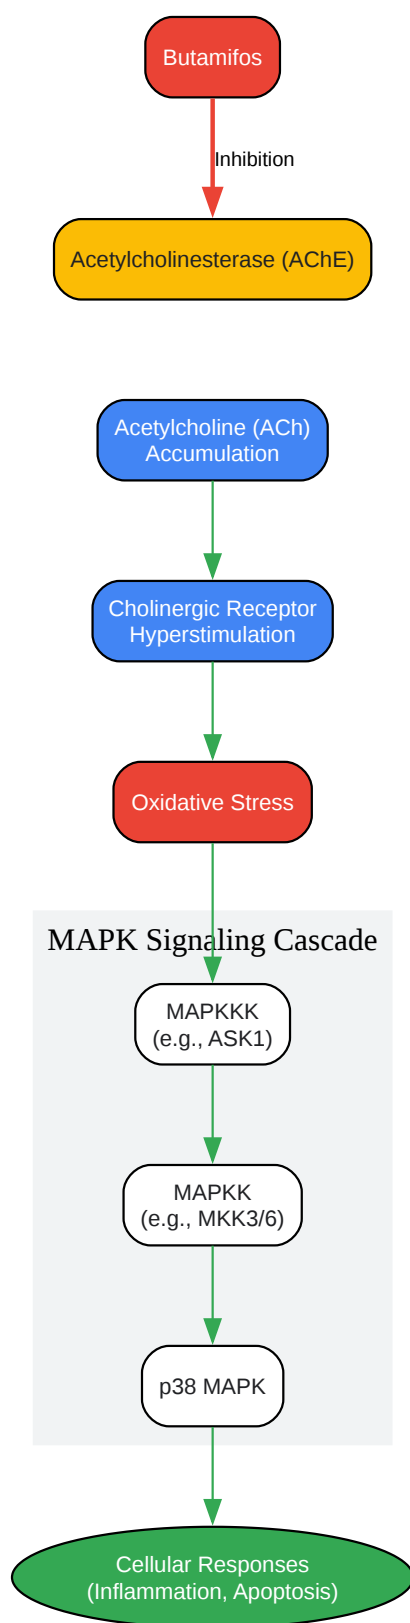 Butamifos
Inhibition
Acetylcholinesterase (AChE)
Acetylcholine (ACh)
Accumulation
Cholinergic Receptor
Hyperstimulation
Oxidative Stress
MAPK Signaling Cascade
MAPKKK
(e.g., ASK1)
MAPKK
(e.g., MKK3/6)
p38 MAPK
Cellular Responses
(Inflammation, Apoptosis)